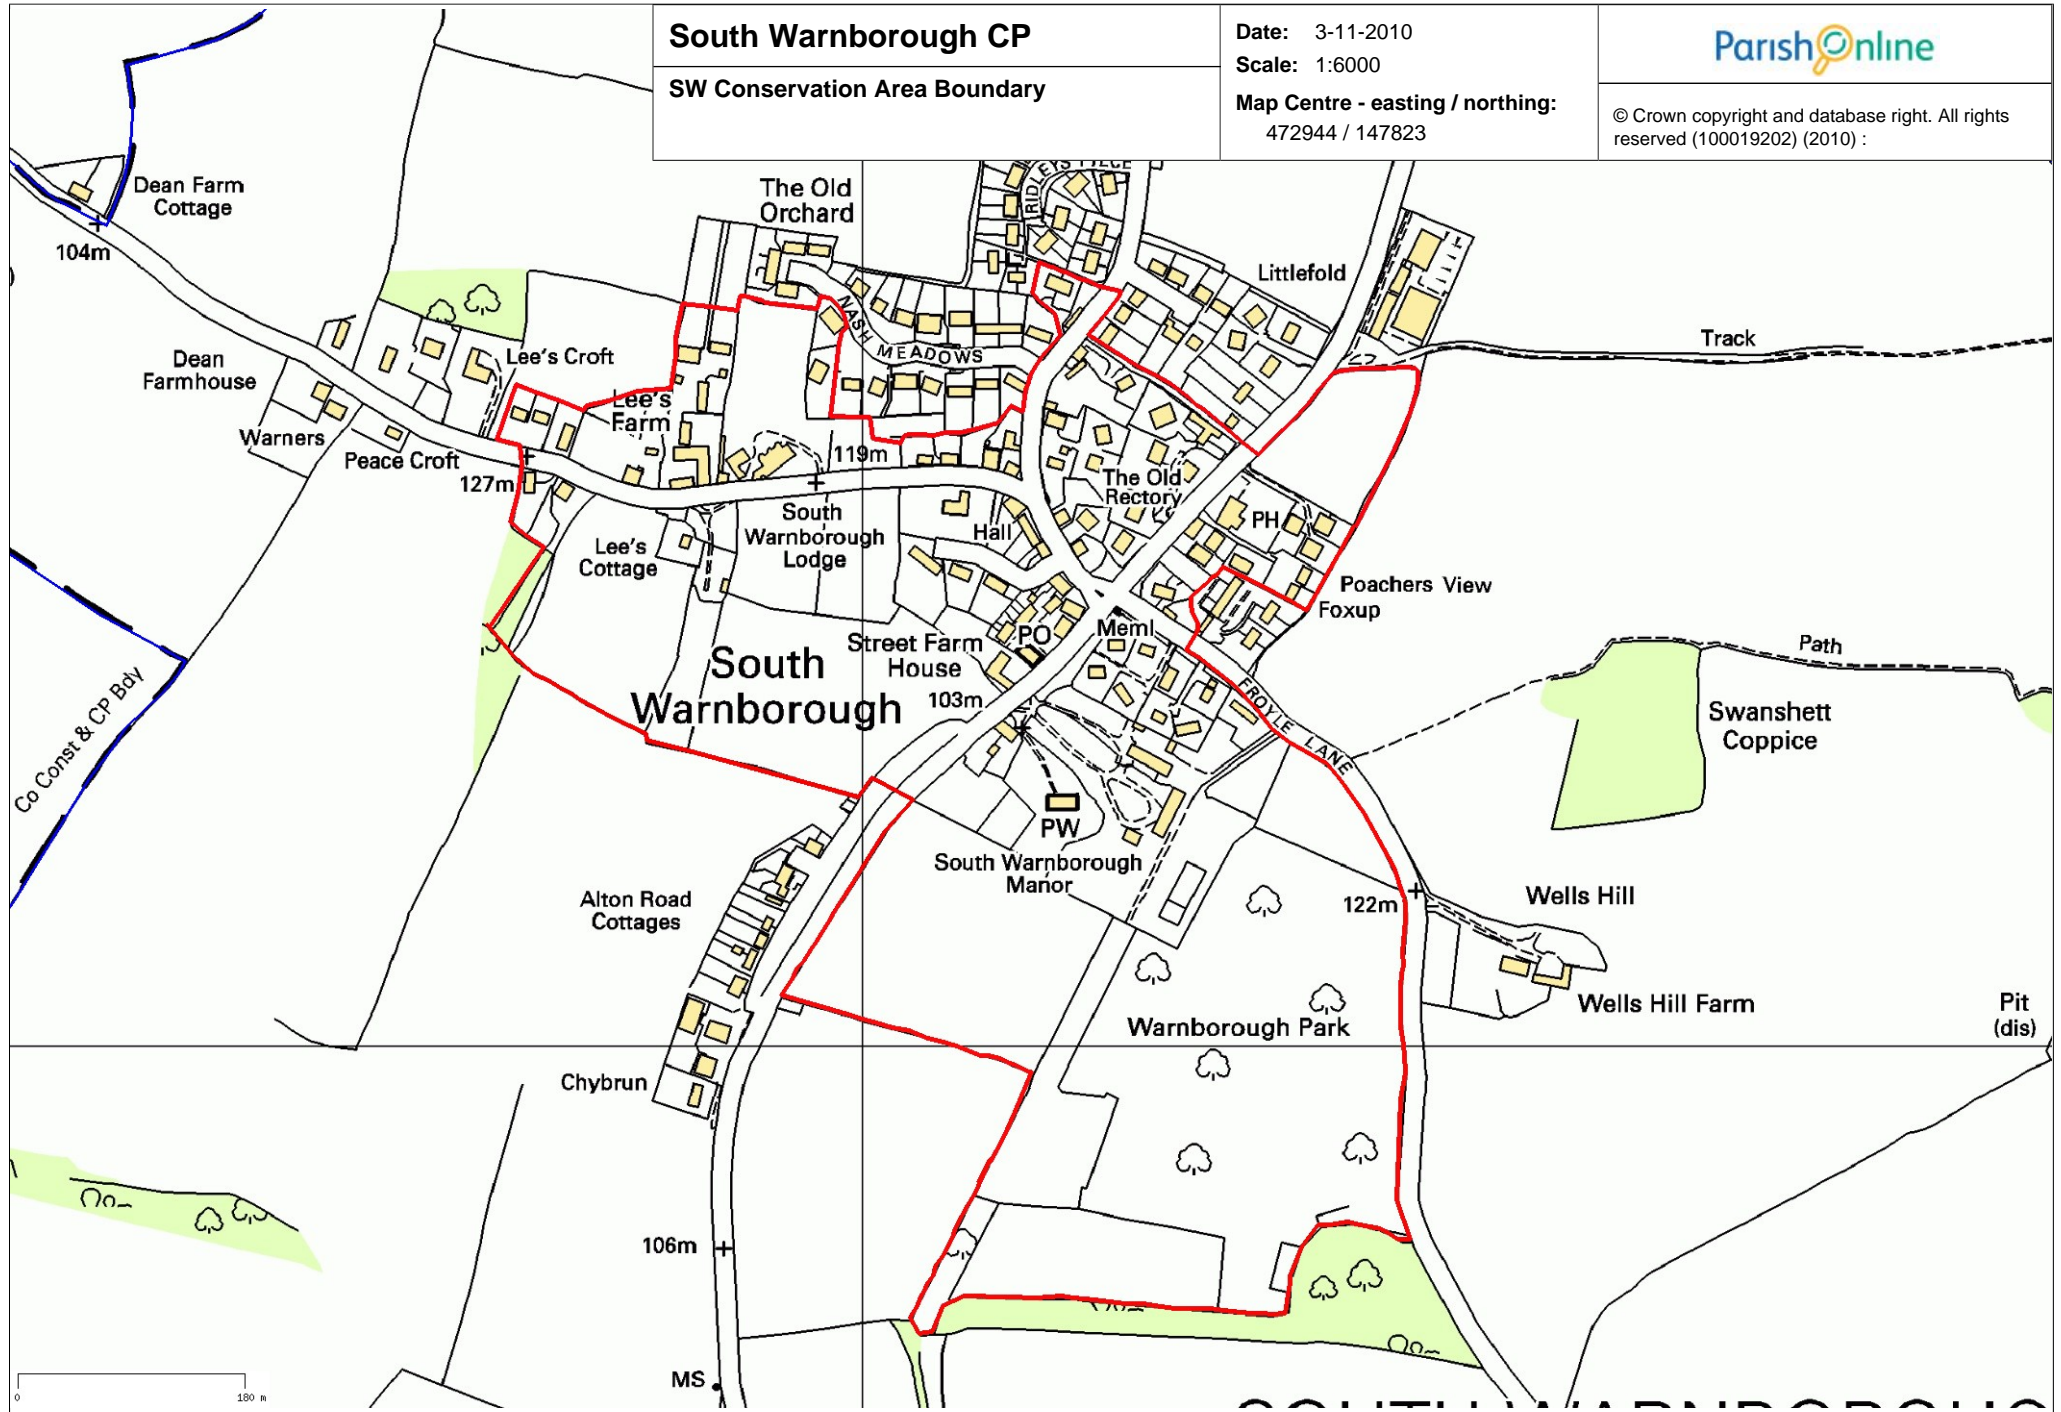 South Warnborough CP
SW Conservation Area Boundary
Date: 3-11-2010
Scale: 1:6000
Map Centre - easting / northing:
472944 / 147823
Parish Online
© Crown copyright and database right. All rights
reserved (100019202) (2010) :
Dean Farm
Cottage
104m
The Old
Orchard
RIDLEYS PIECE
Littlefold
Track
NASH MEADOWS
Dean
Farmhouse
Lee's Croft
Lee's
Farm
Warners
Peace Croft
127m
119m
The Old
Rectory
PH
Hall
South
Warnborough
Lodge
Lee's
Cottage
Poachers View
Foxup
Path
PO
Meml
Street Farm
House
103m
South
Warnborough
FROYLE LANE
Swanshett
Coppice
Co Const & CP Bdy
PW
South Warnborough
Manor
Alton Road
Cottages
122m
Wells Hill
Wells Hill Farm
Warnborough Park
Pit
(dis)
Chybrun
106m
MS
0
180 m
SOUTH WARNBOROUG